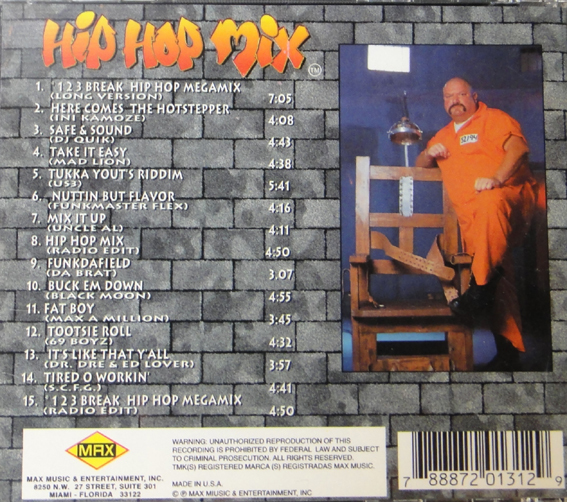 HIP HOP MIX TM
1. '1 2 3 BREAK HIP HOP MEGAMIX
(LONG VERSION) 7:05
2. HERE COMES THE HOTSTEPPER
(INI KAMOZE) 4:08
3. SAFE & SOUND
(DJ QUIK) 4:43
4. TAKE IT EASY
(MAD LION) 4:38
5. TUKKA YOUT'S RIDDIM
(US3) 5:41
6. NUTTIN BUT FLAVOR
(FUNKMASTER FLEX) 4:16
7. MIX IT UP
(UNCLE AL) 4:11
8. HIP HOP MIX
(RADIO EDIT) 4:50
9. FUNKDAFIELD
(DA BRAT) 3.07
10. BUCK EM DOWN
(BLACK MOON) 4:55
11. FAT BOY
(MAX A MILLION) 3:45
12. TOOTSIE ROLL
(69 BOYZ) 4:32
13. IT'S LIKE THAT Y'ALL
(DR. DRE & ED LOVER) 3:57
14. TIRED O WORKIN'
(S.C.F.G.) 4:41
15. '1 2 3 BREAK HIP HOP MEGAMIX
(RADIO EDIT) 4:50
MAX
MAX MUSIC & ENTERTAINMENT, INC.
8250 N.W. 27 STREET, SUITE 301
MIAMI - FLORIDA 33122
WARNING: UNAUTHORIZED REPRODUCTION OF THIS
RECORDING IS PROHIBITED BY FEDERAL LAW AND SUBJECT
TO CRIMINAL PROSECUTION. ALL RIGHTS RESERVED.
TMK(S) REGISTERED MARCA (S) REGISTRADAS MAX MUSIC.
MADE IN U.S.A.
© ℗ MAX MUSIC & ENTERTAINMENT, INC
7 88872 01312 9